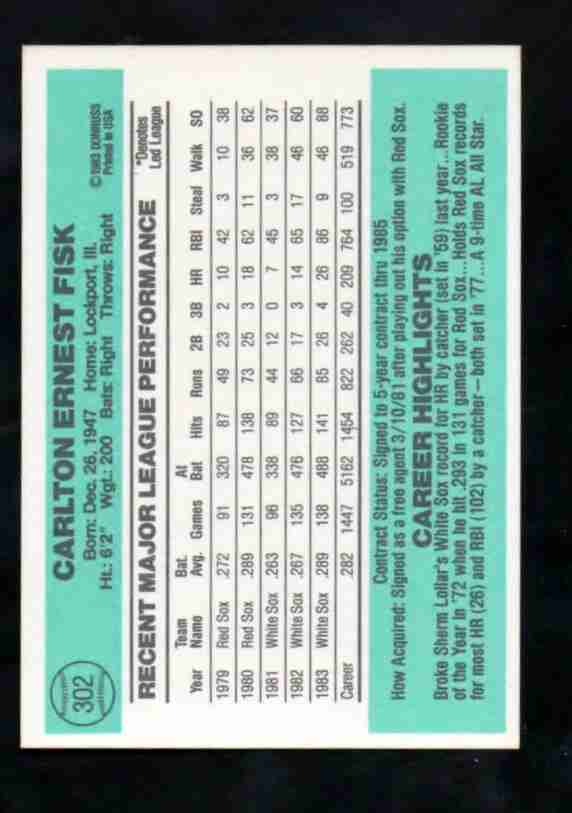 302
CARLTON ERNEST FISK
Born: Dec. 26, 1947 Home: Lockport, Ill.
Ht.: 6'2" Wgt.: 200 Bats: Right Throws: Right
© 1983 DONRUSS
Printed in USA
RECENT MAJOR LEAGUE PERFORMANCE
*Denotes
Led League
Year Team Name Bat. Avg. Games At Bat Hits Runs 2B 3B HR RBI Steal Walk SO
1979 Red Sox .272 91 320 87 49 23 2 10 42 3 10 38
1980 Red Sox .289 131 478 138 73 25 3 18 62 11 36 62
1981 White Sox .263 96 338 89 44 12 0 7 45 3 38 37
1982 White Sox .267 135 476 127 66 17 3 14 65 17 46 60
1983 White Sox .289 138 488 141 85 26 4 26 86 9 46 88
Career .282 1447 5162 1454 822 262 40 209 764 100 519 773
Contract Status: Signed to 5-year contract thru 1985
How Acquired: Signed as a free agent 3/10/81 after playing out his option with Red Sox.
CAREER HIGHLIGHTS
Broke Sherm Lollar's White Sox record for HR by catcher (set in '59) last year...Rookie
of the Year in '72 when he hit .293 in 131 games for Red Sox...Holds Red Sox records
for most HR (26) and RBI (102) by a catcher—both set in '77...A 9-time AL All Star.